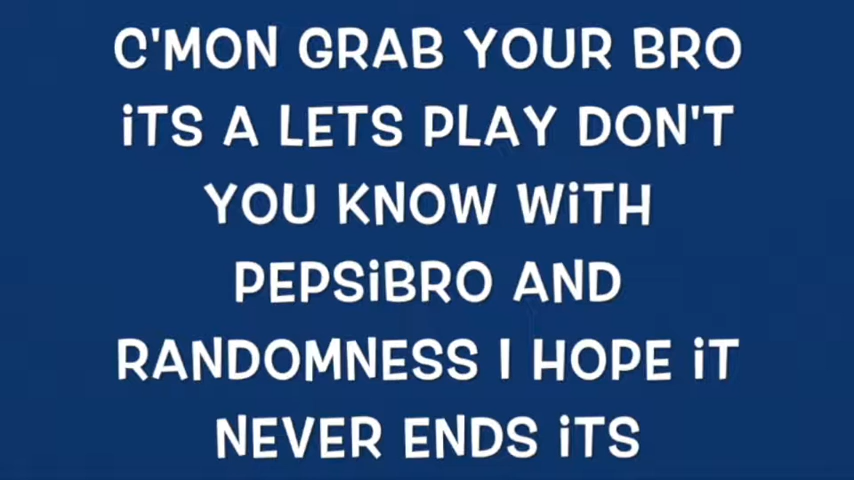 C'MON GRAB YOUR BRO
iTS A LETS PLAY DON'T
YOU KNOW WiTH
PEPSiBRO AND
RANDOMNESS I HOPE iT
NEVER ENDS iTS